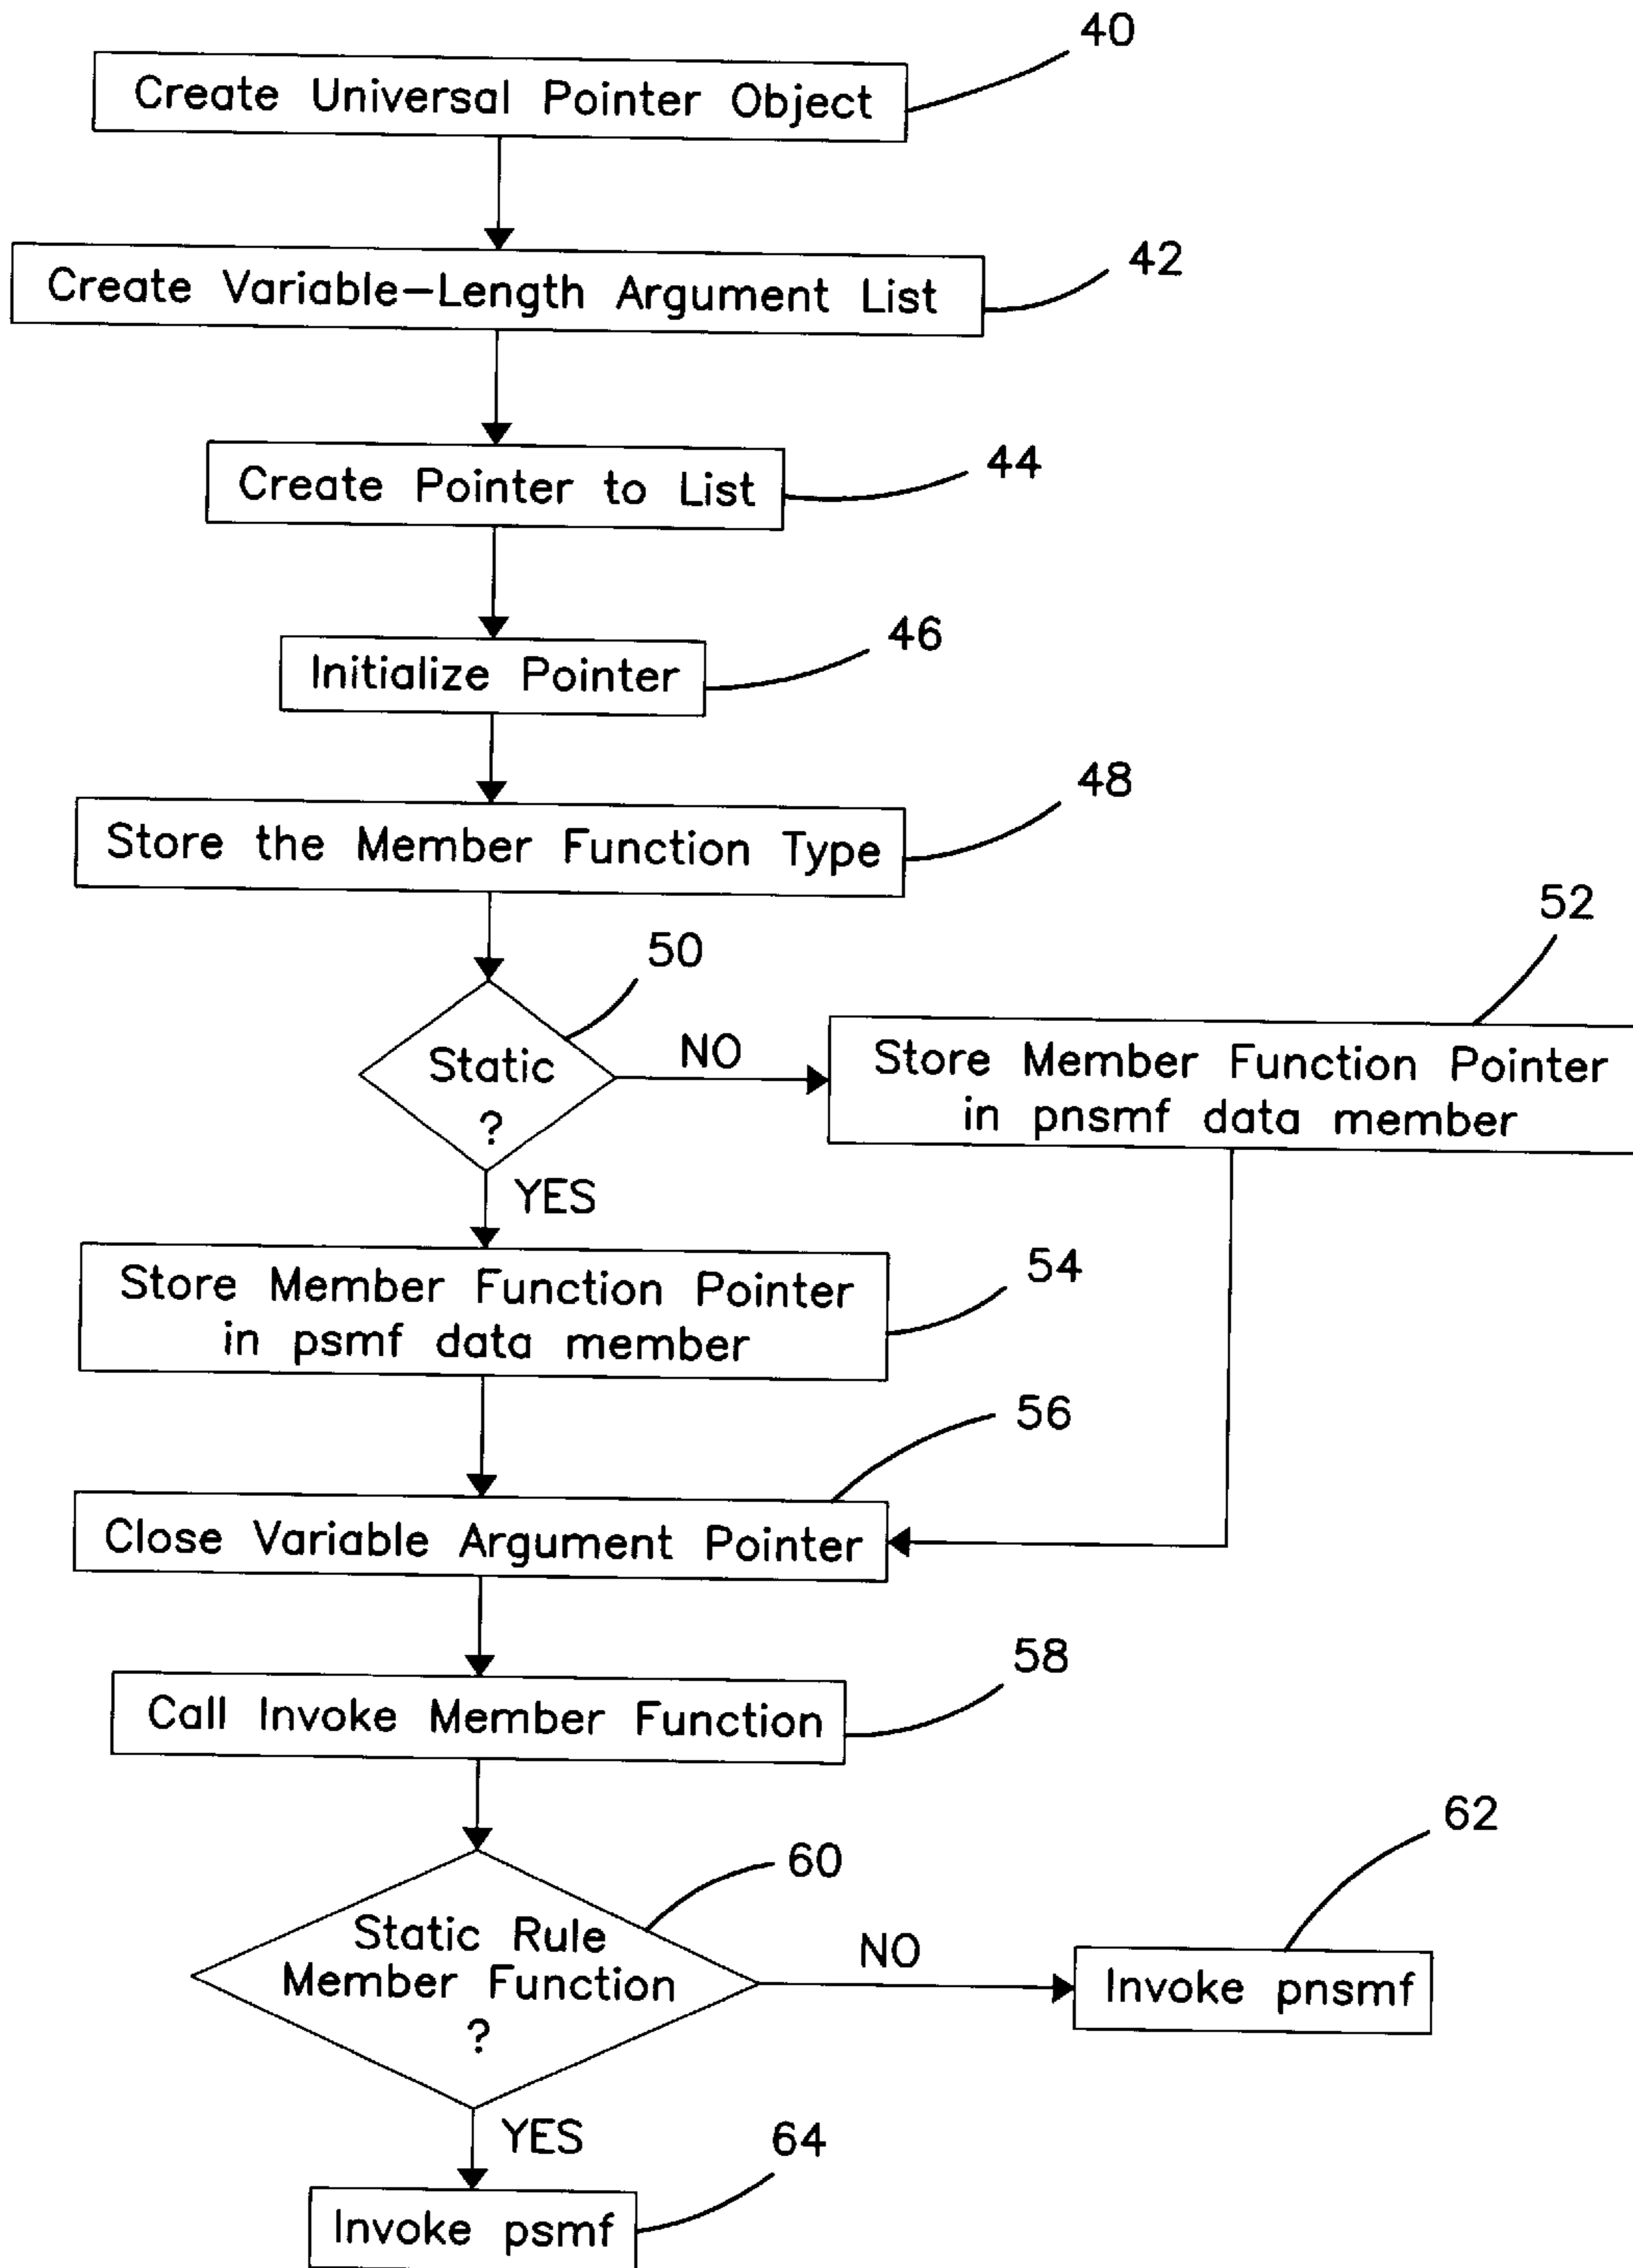 40
Create Universal Pointer Object
42
Create Variable-Length Argument List
44
Create Pointer to List
46
Initialize Pointer
48
Store the Member Function Type
50
52
Static
?
NO
Store Member Function Pointer
in pnsmf data member
YES
54
Store Member Function Pointer
in psmf data member
56
Close Variable Argument Pointer
58
Call Invoke Member Function
60
62
Static Rule
Member Function
?
NO
Invoke pnsmf
YES
64
Invoke psmf